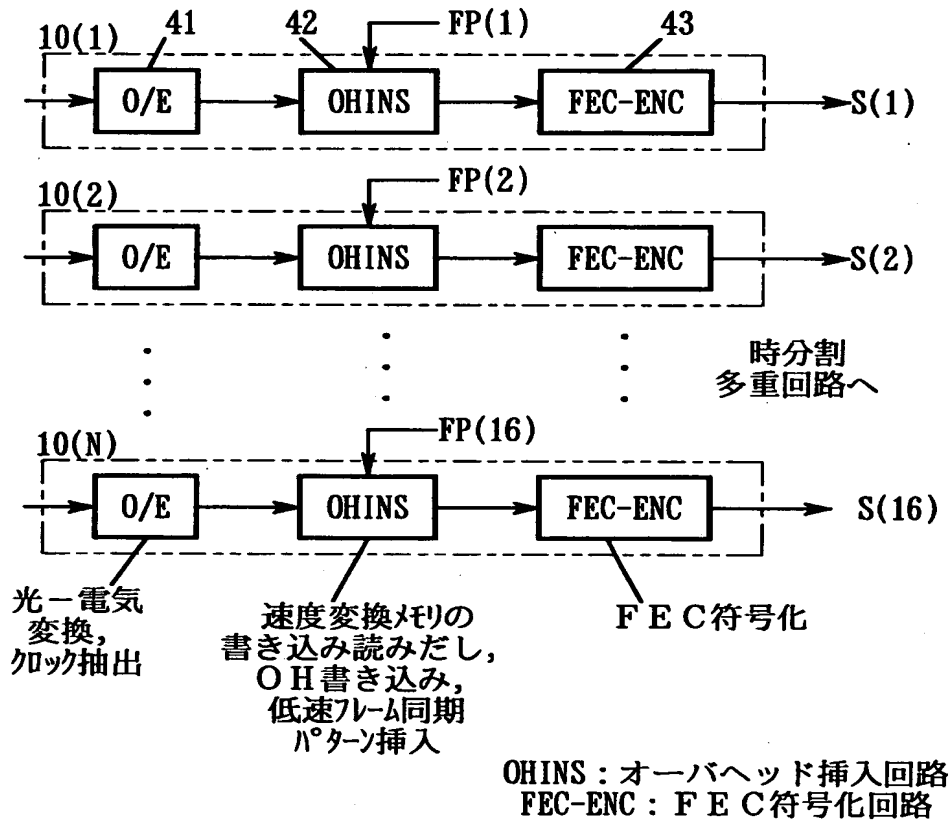 10(1) 41 42 FP(1) 43
O/E OHINS FEC-ENC S(1)
10(2) FP(2)
O/E OHINS FEC-ENC S(2)
時分割
多重回路へ
10(N) FP(16)
O/E OHINS FEC-ENC S(16)
光－電気
変換,
クロック抽出
速度変換メモリの
書き込み読みだし,
ＯＨ書き込み,
低速フレーム同期
パターン挿入
ＦＥＣ符号化
OHINS：オーバヘッド挿入回路
FEC-ENC：ＦＥＣ符号化回路